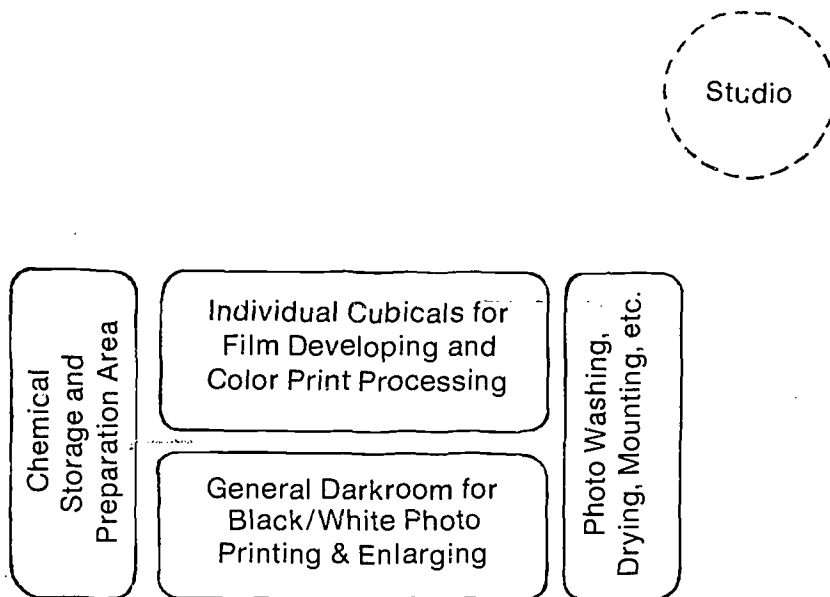 Studio
Chemical
Storage and
Preparation Area
Individual Cubicals for
Film Developing and
Color Print Processing
General Darkroom for
Black/White Photo
Printing & Enlarging
Photo Washing,
Drying, Mounting, etc.